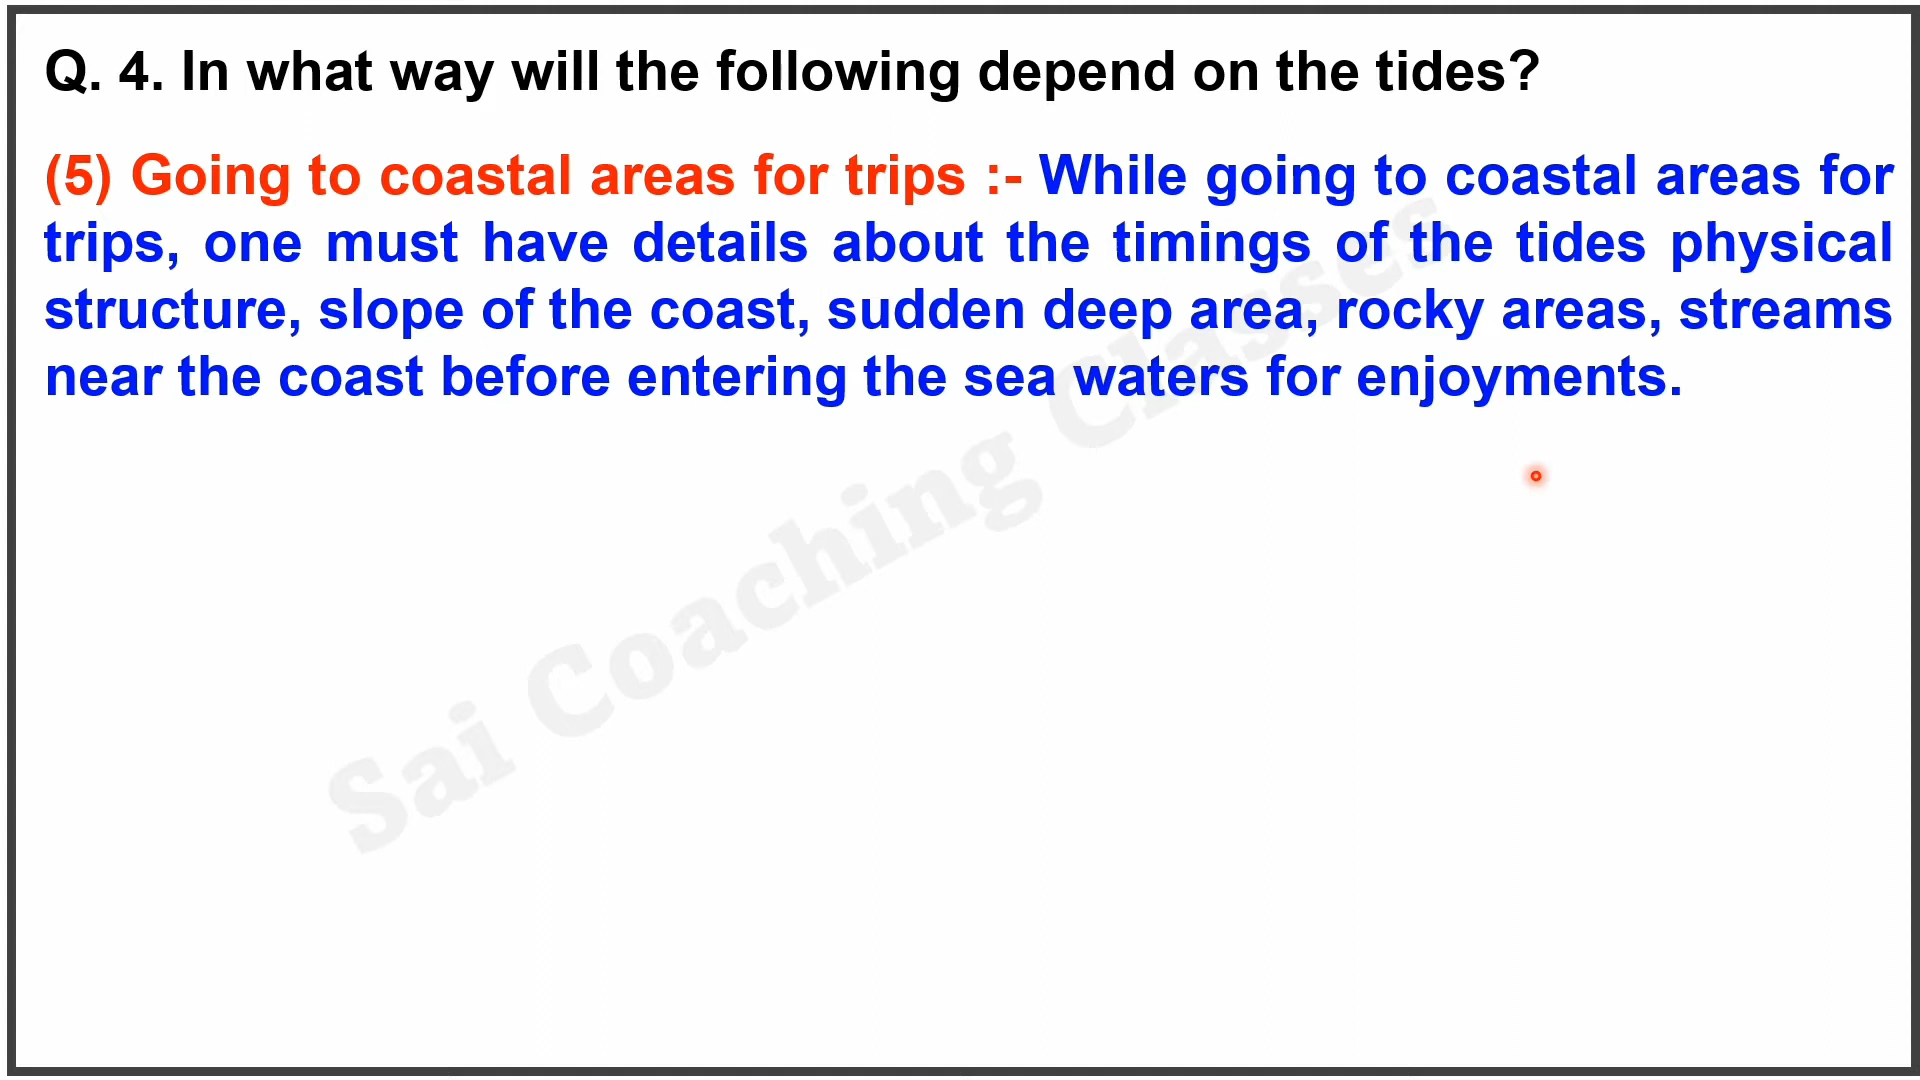 Q. 4. In what way will the following depend on the tides?
(5) Going to coastal areas for trips :- While going to coastal areas for
trips, one must have details about the timings of the tides physical
structure, slope of the coast, sudden deep area, rocky areas, streams
near the coast before entering the sea waters for enjoyments.
Sai Coaching Classes